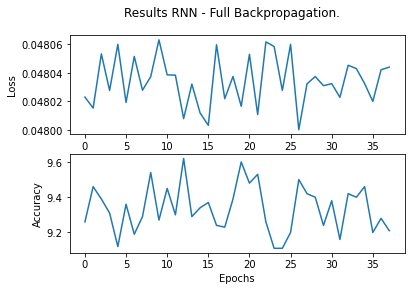 Results RNN - Full Backpropagation.
0.04806
0.04804
0.04802
0.04800
Loss
0 5 10 15 20 25 30 35
9.6
9.4
9.2
Accuracy
0 5 10 15 20 25 30 35
Epochs